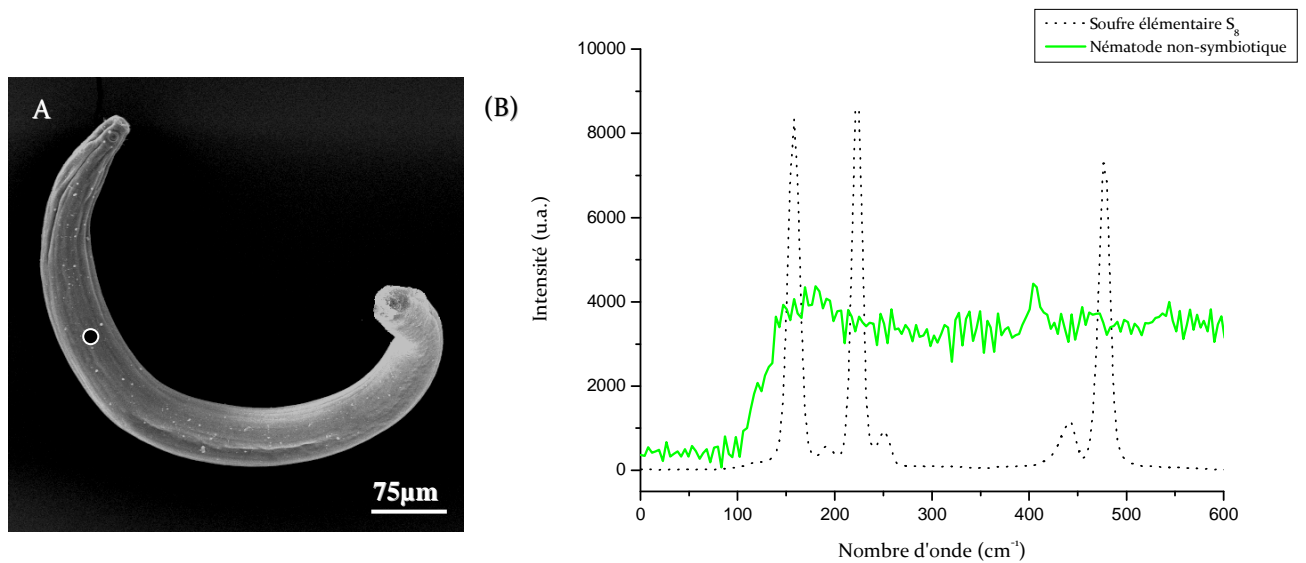 A
75µm
(B)
Soufre élémentaire S₈
Nématode non-symbiotique
Intensité (u.a.)
10000
8000
6000
4000
2000
0
0 100 200 300 400 500 600
Nombre d'onde (cm⁻¹)